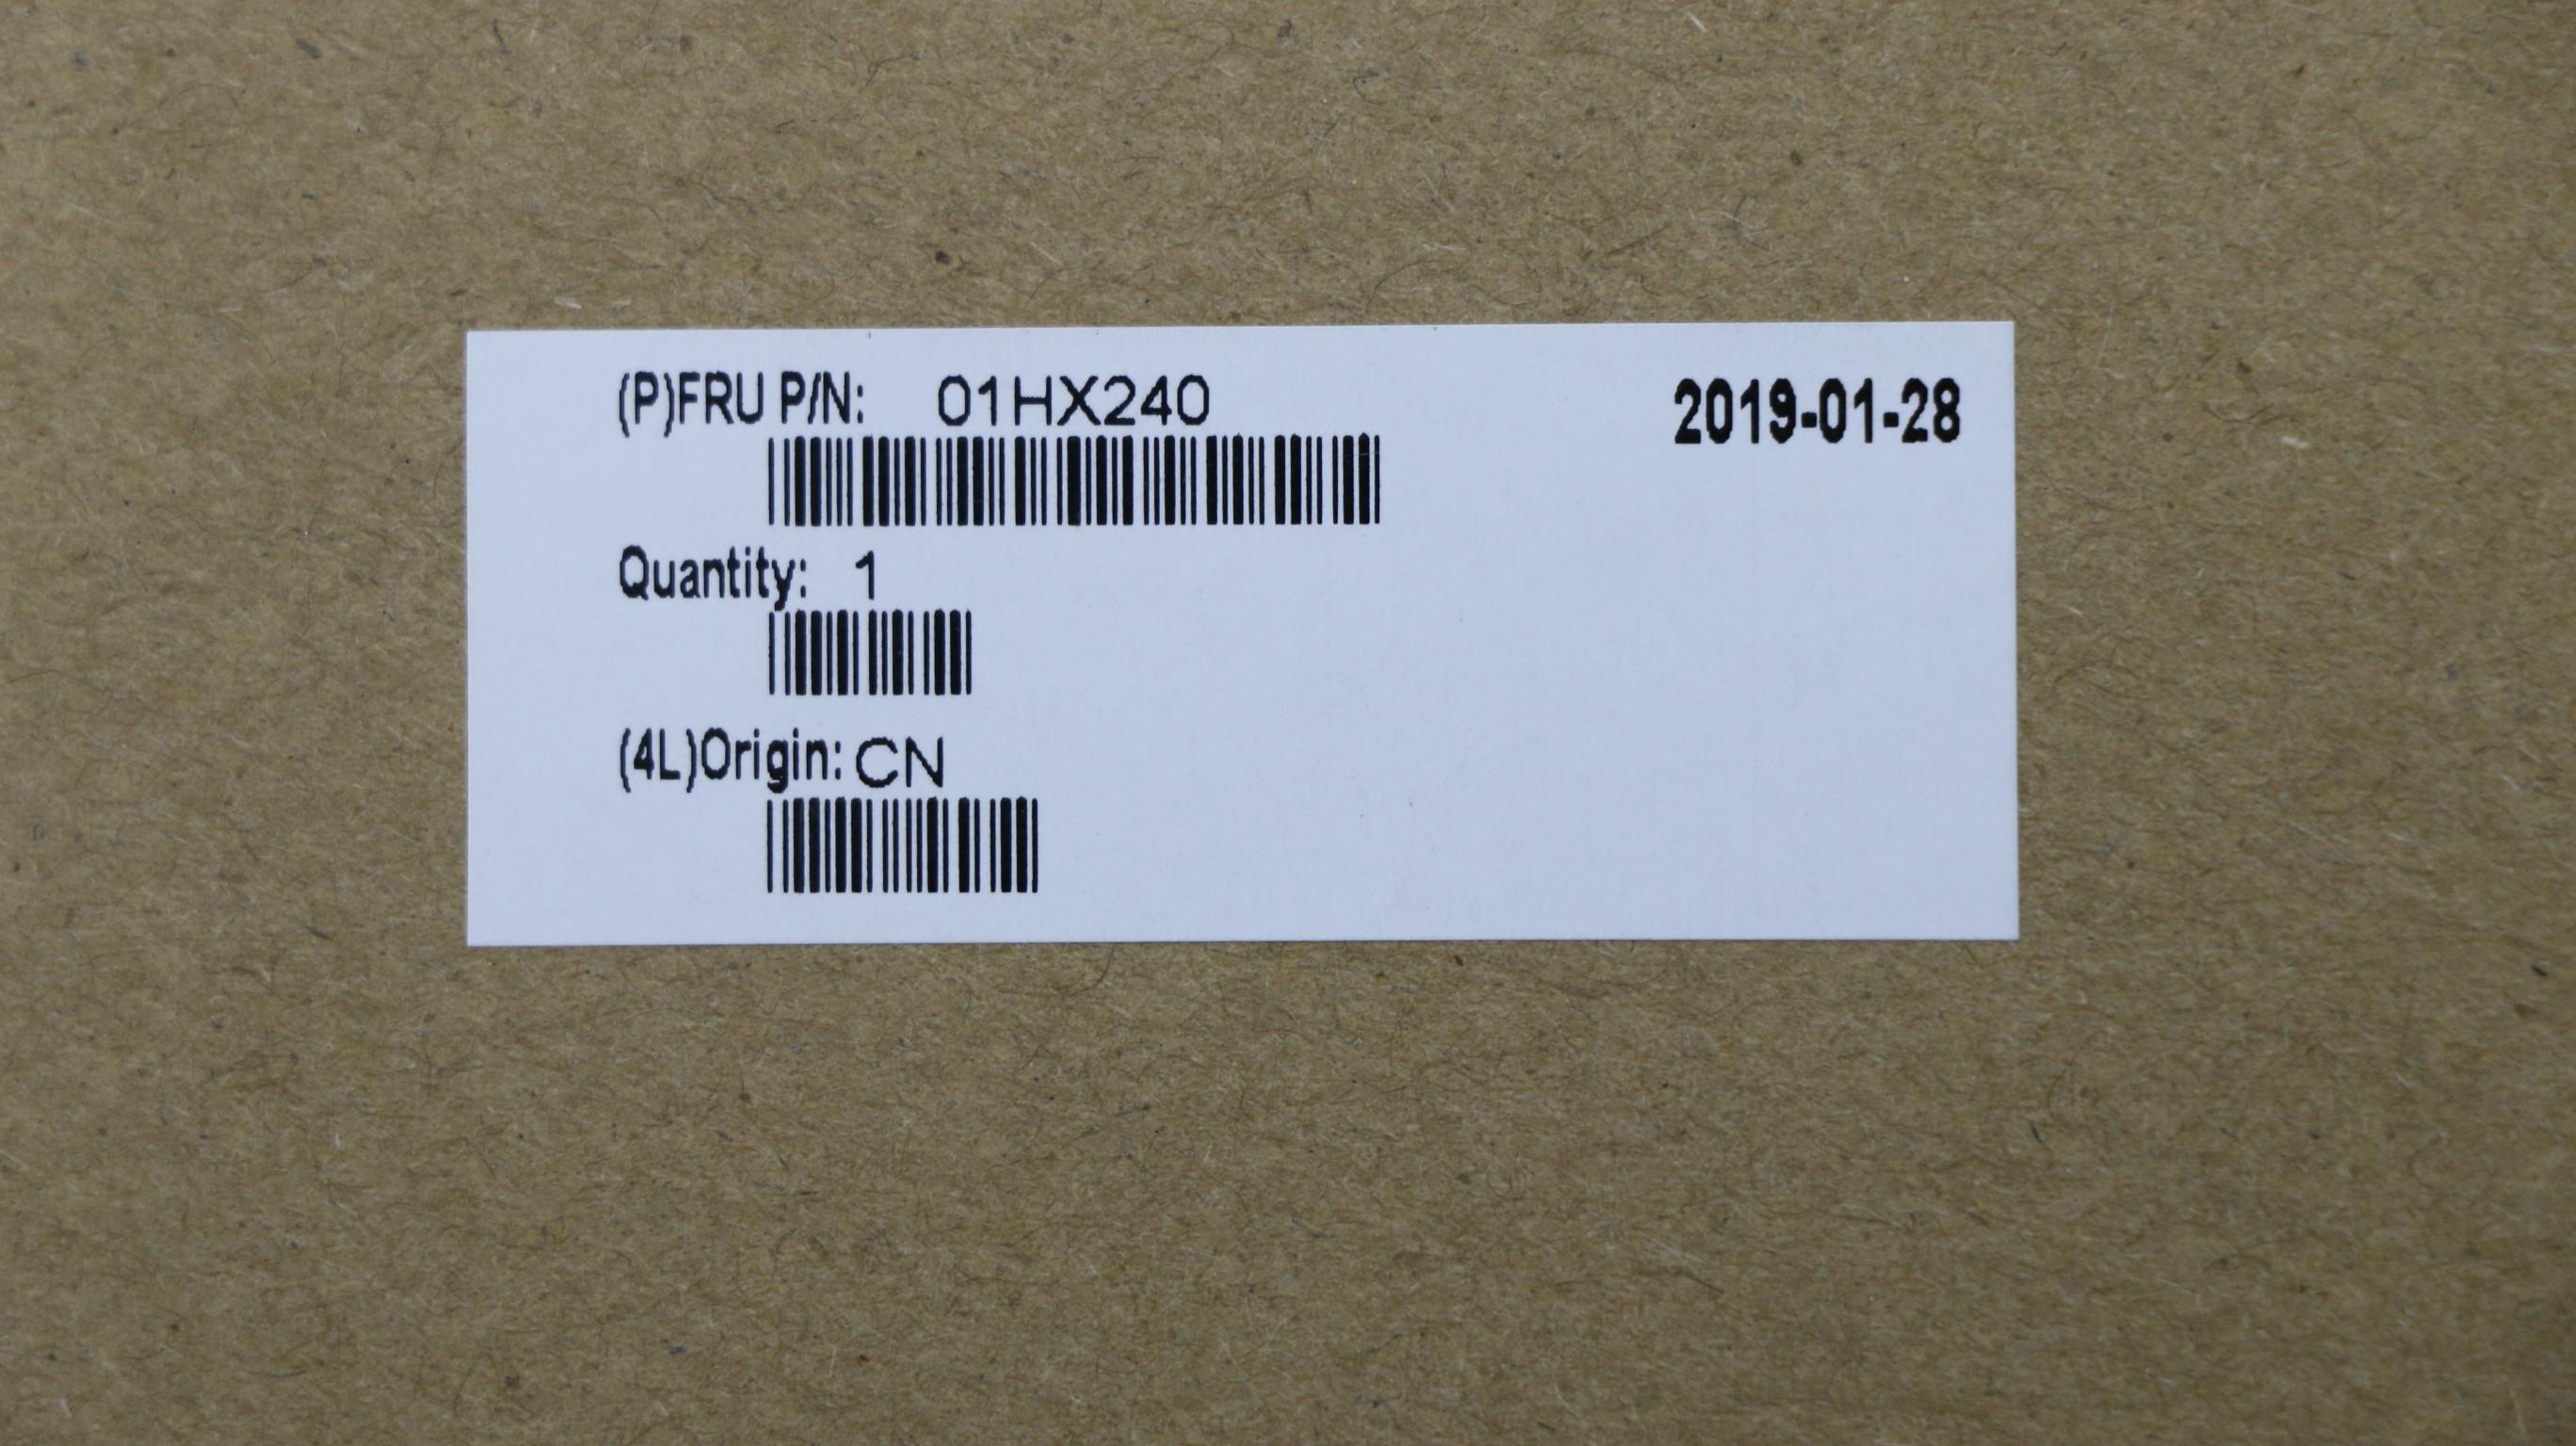 (P)FRU P/N: 01HX240
2019-01-28
Quantity: 1
(4L)Origin: CN